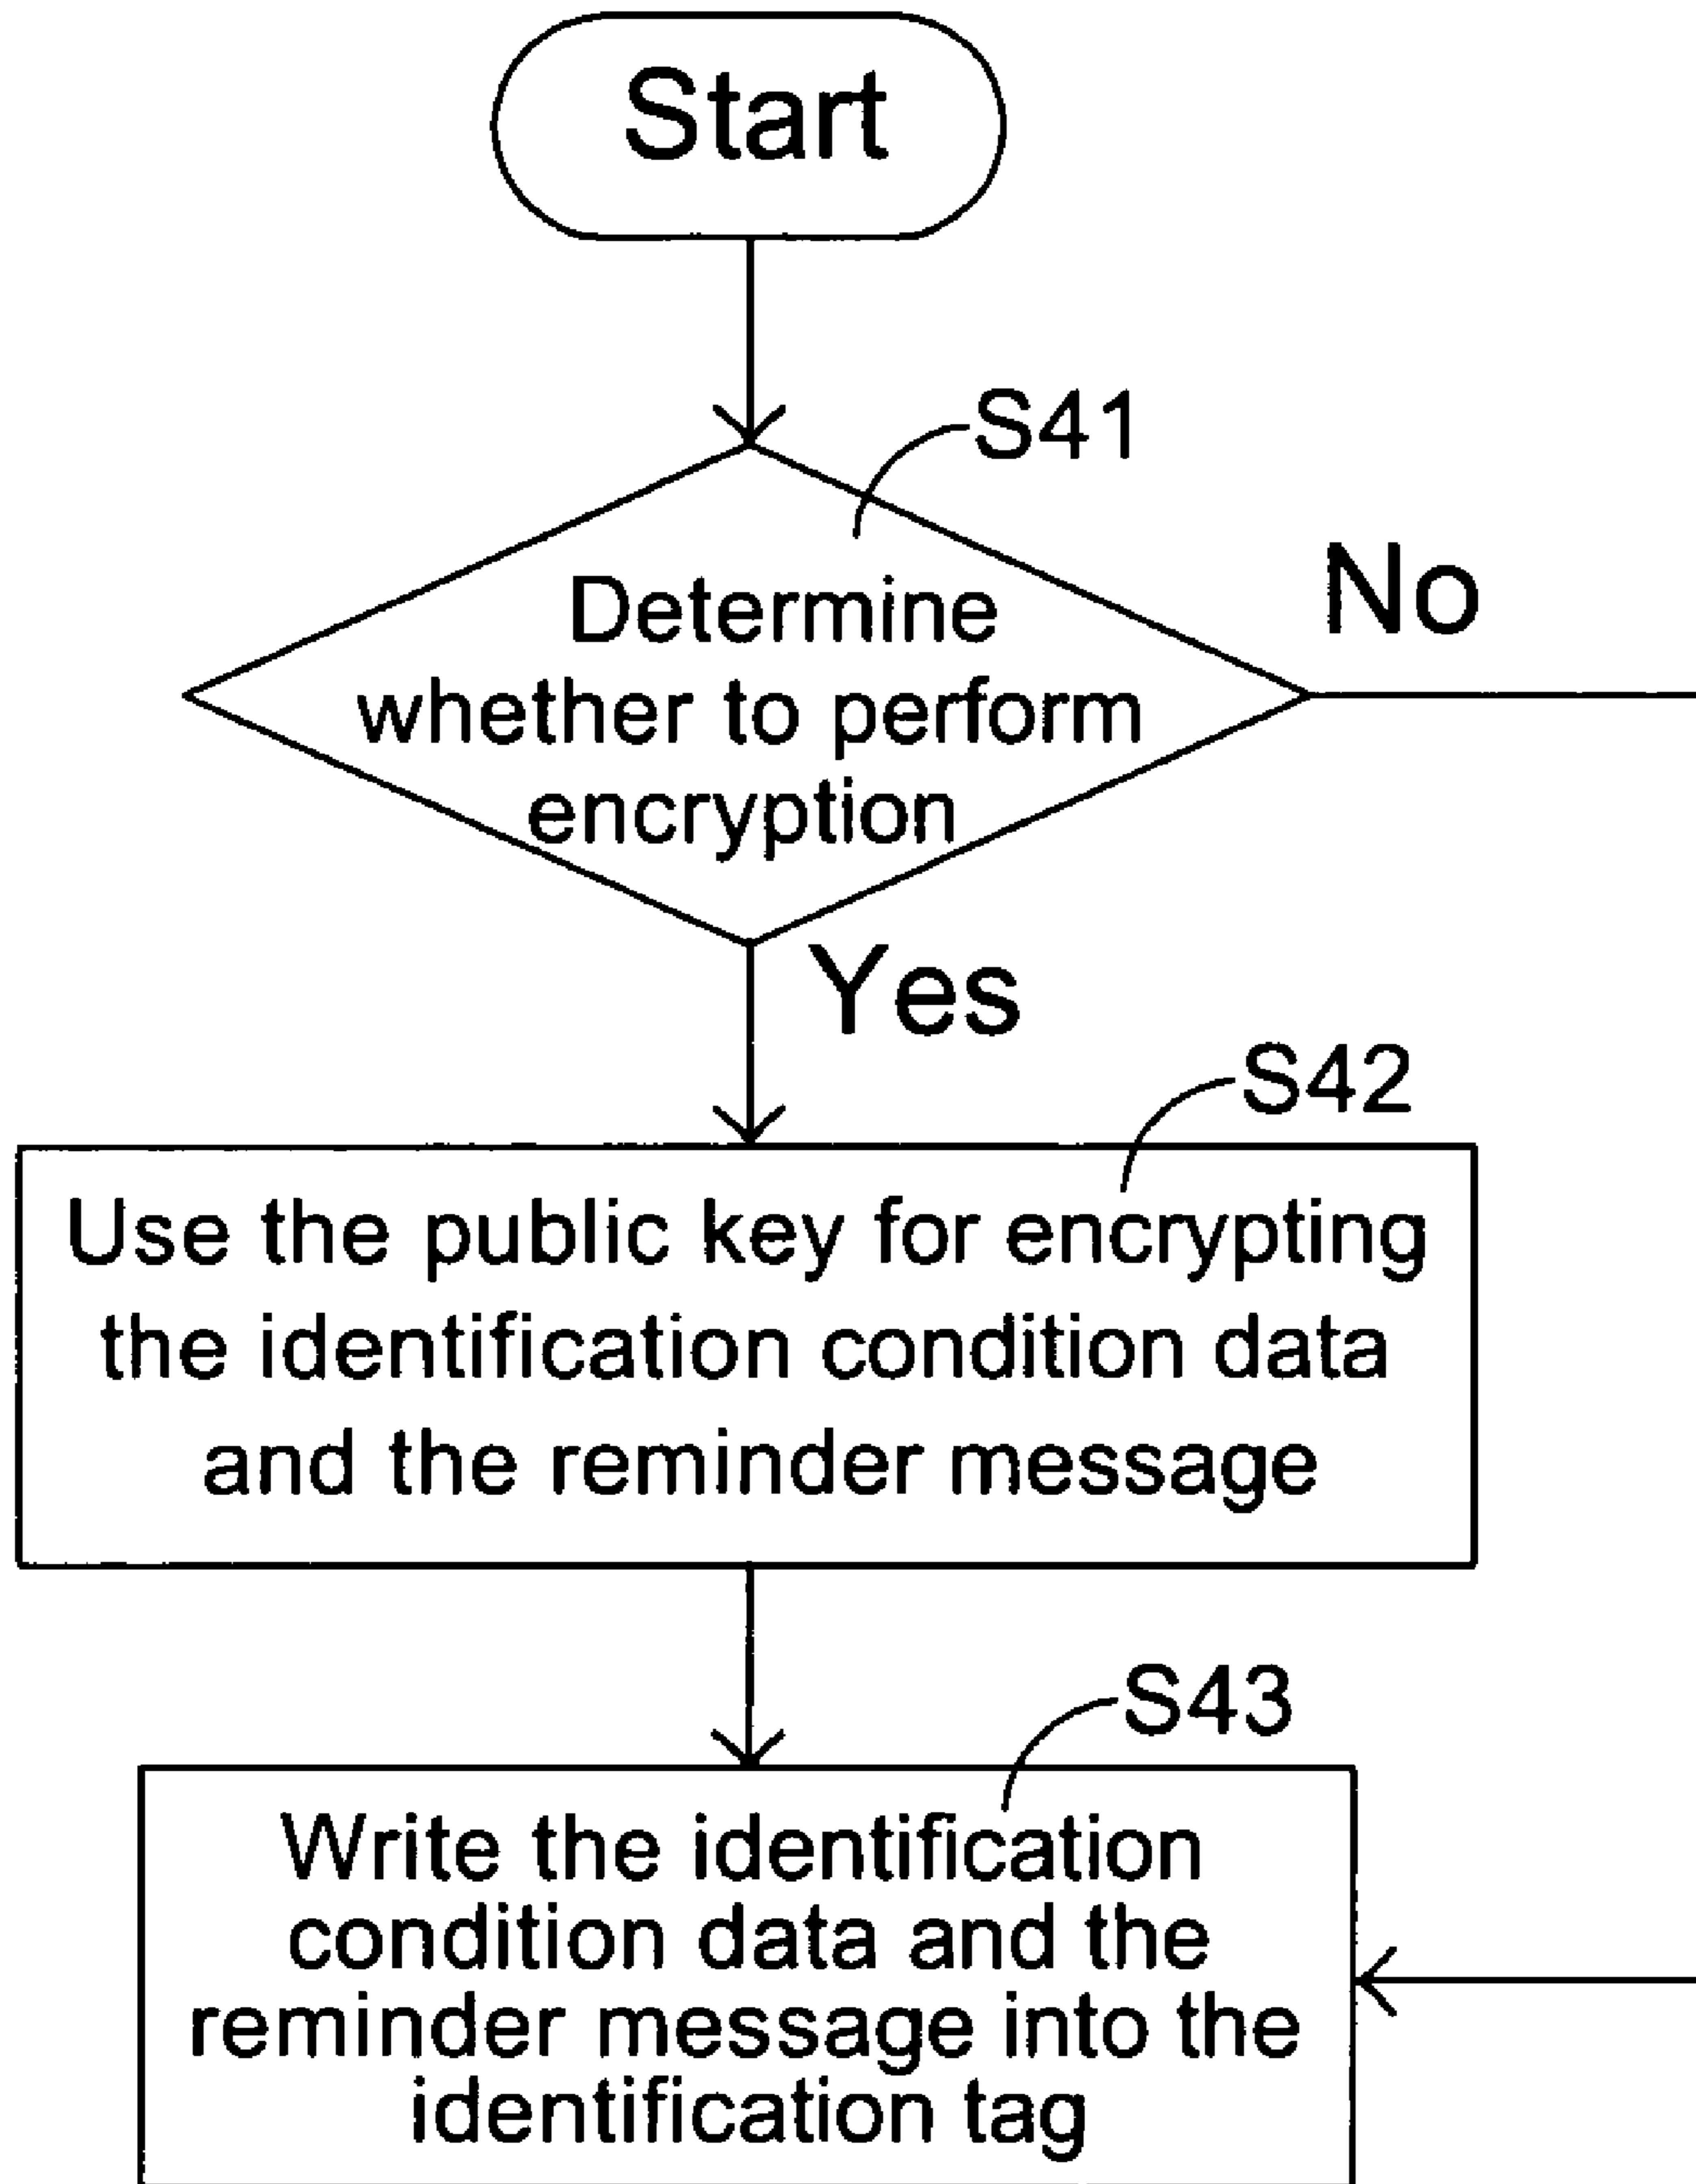 Start
S41
Determine
whether to perform
encryption
No
Yes
S42
Use the public key for encrypting
the identification condition data
and the reminder message
S43
Write the identification
condition data and the
reminder message into the
identification tag